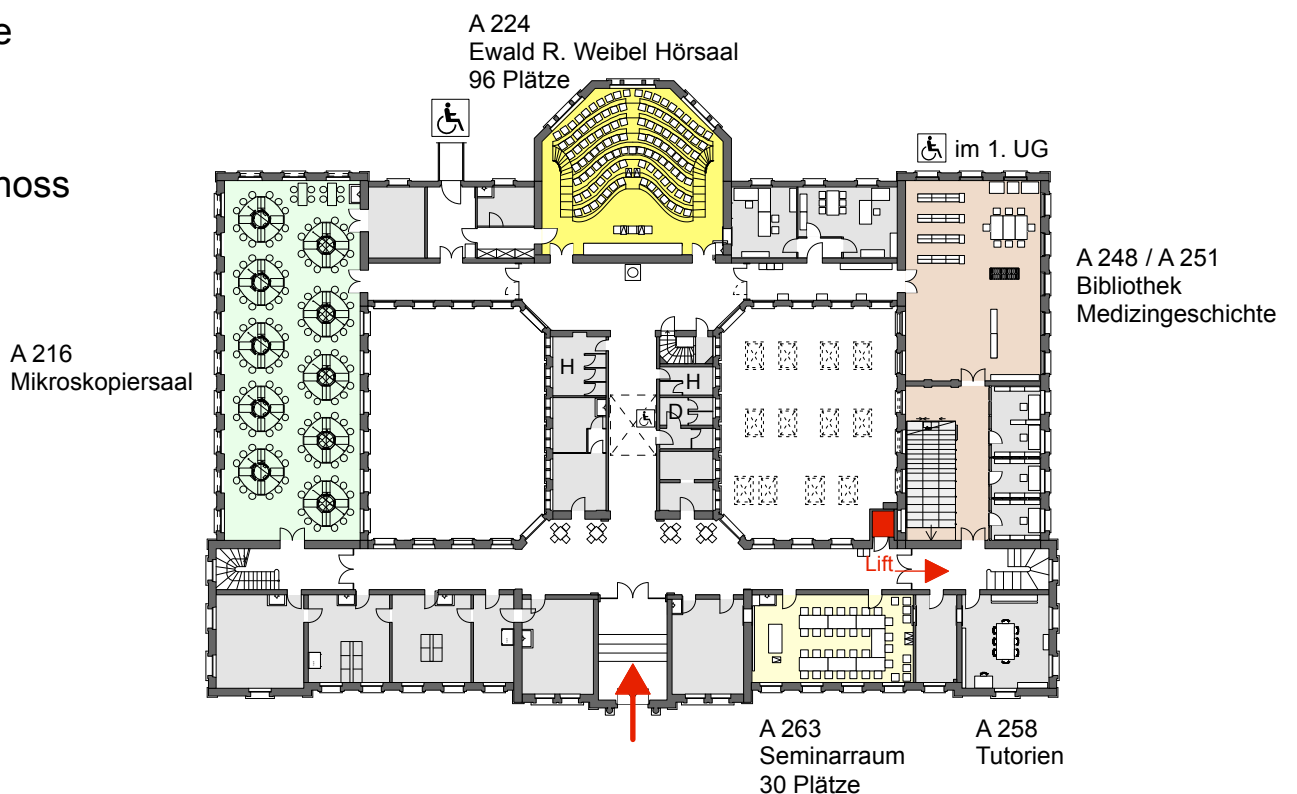 e
noss
A 224
Ewald R. Weibel Hörsaal
96 Plätze
im 1. UG
A 248 / A 251
Bibliothek
Medizingeschichte
A 216
Mikroskopiersaal
H
H
D
Lift
A 263
Seminarraum
30 Plätze
A 258
Tutorien